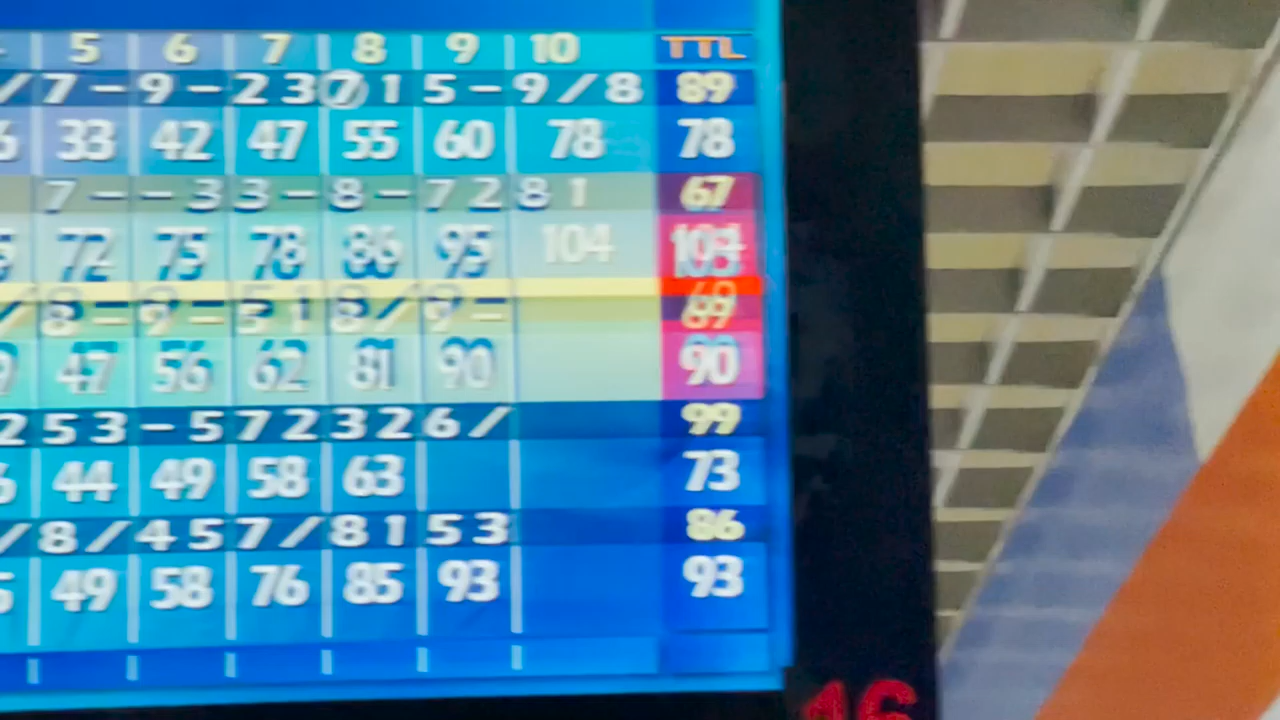 5 6 7 8 9 10 TTL
/ 7 - 9 - 2 3 7 1 5 - 9 / 8 89
33 42 47 55 60 78 78
7 - - 3 3 - 8 - 7 2 8 1 67
72 75 78 86 95 104
/ 8 - 9 - 5 1 8 / 9 - 69
47 56 62 81 90 90
2 5 3 - 5 7 2 3 2 6 / 99
44 49 58 63 73
/ 8 / 4 5 7 / 8 1 5 3 86
49 58 76 85 93 93
16